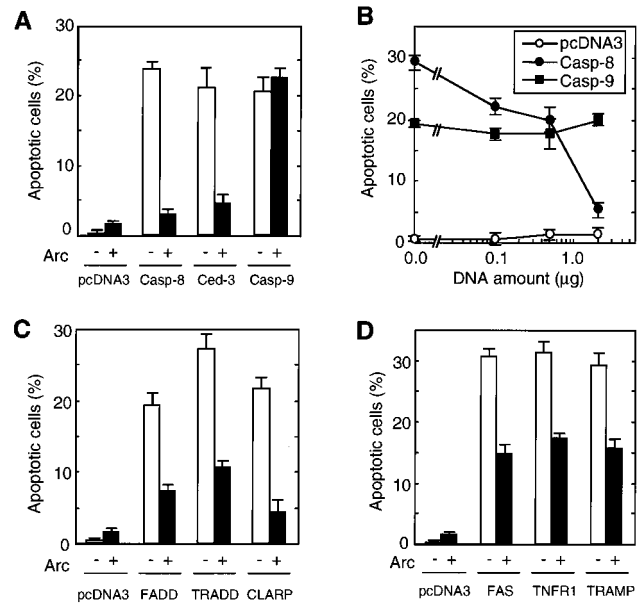 A
Apoptotic cells (%)
30
20
10
0
Arc - + - + - + - +
pcDNA3 Casp-8 Ced-3 Casp-9
B
Apoptotic cells (%)
30
20
10
0
pcDNA3
Casp-8
Casp-9
0.0 0.1 1.0
DNA amount (µg)
C
Apoptotic cells (%)
30
20
10
0
Arc - + - + - + - +
pcDNA3 FADD TRADD CLARP
D
Apoptotic cells (%)
30
20
10
0
Arc - + - + - + - +
pcDNA3 FAS TNFR1 TRAMP